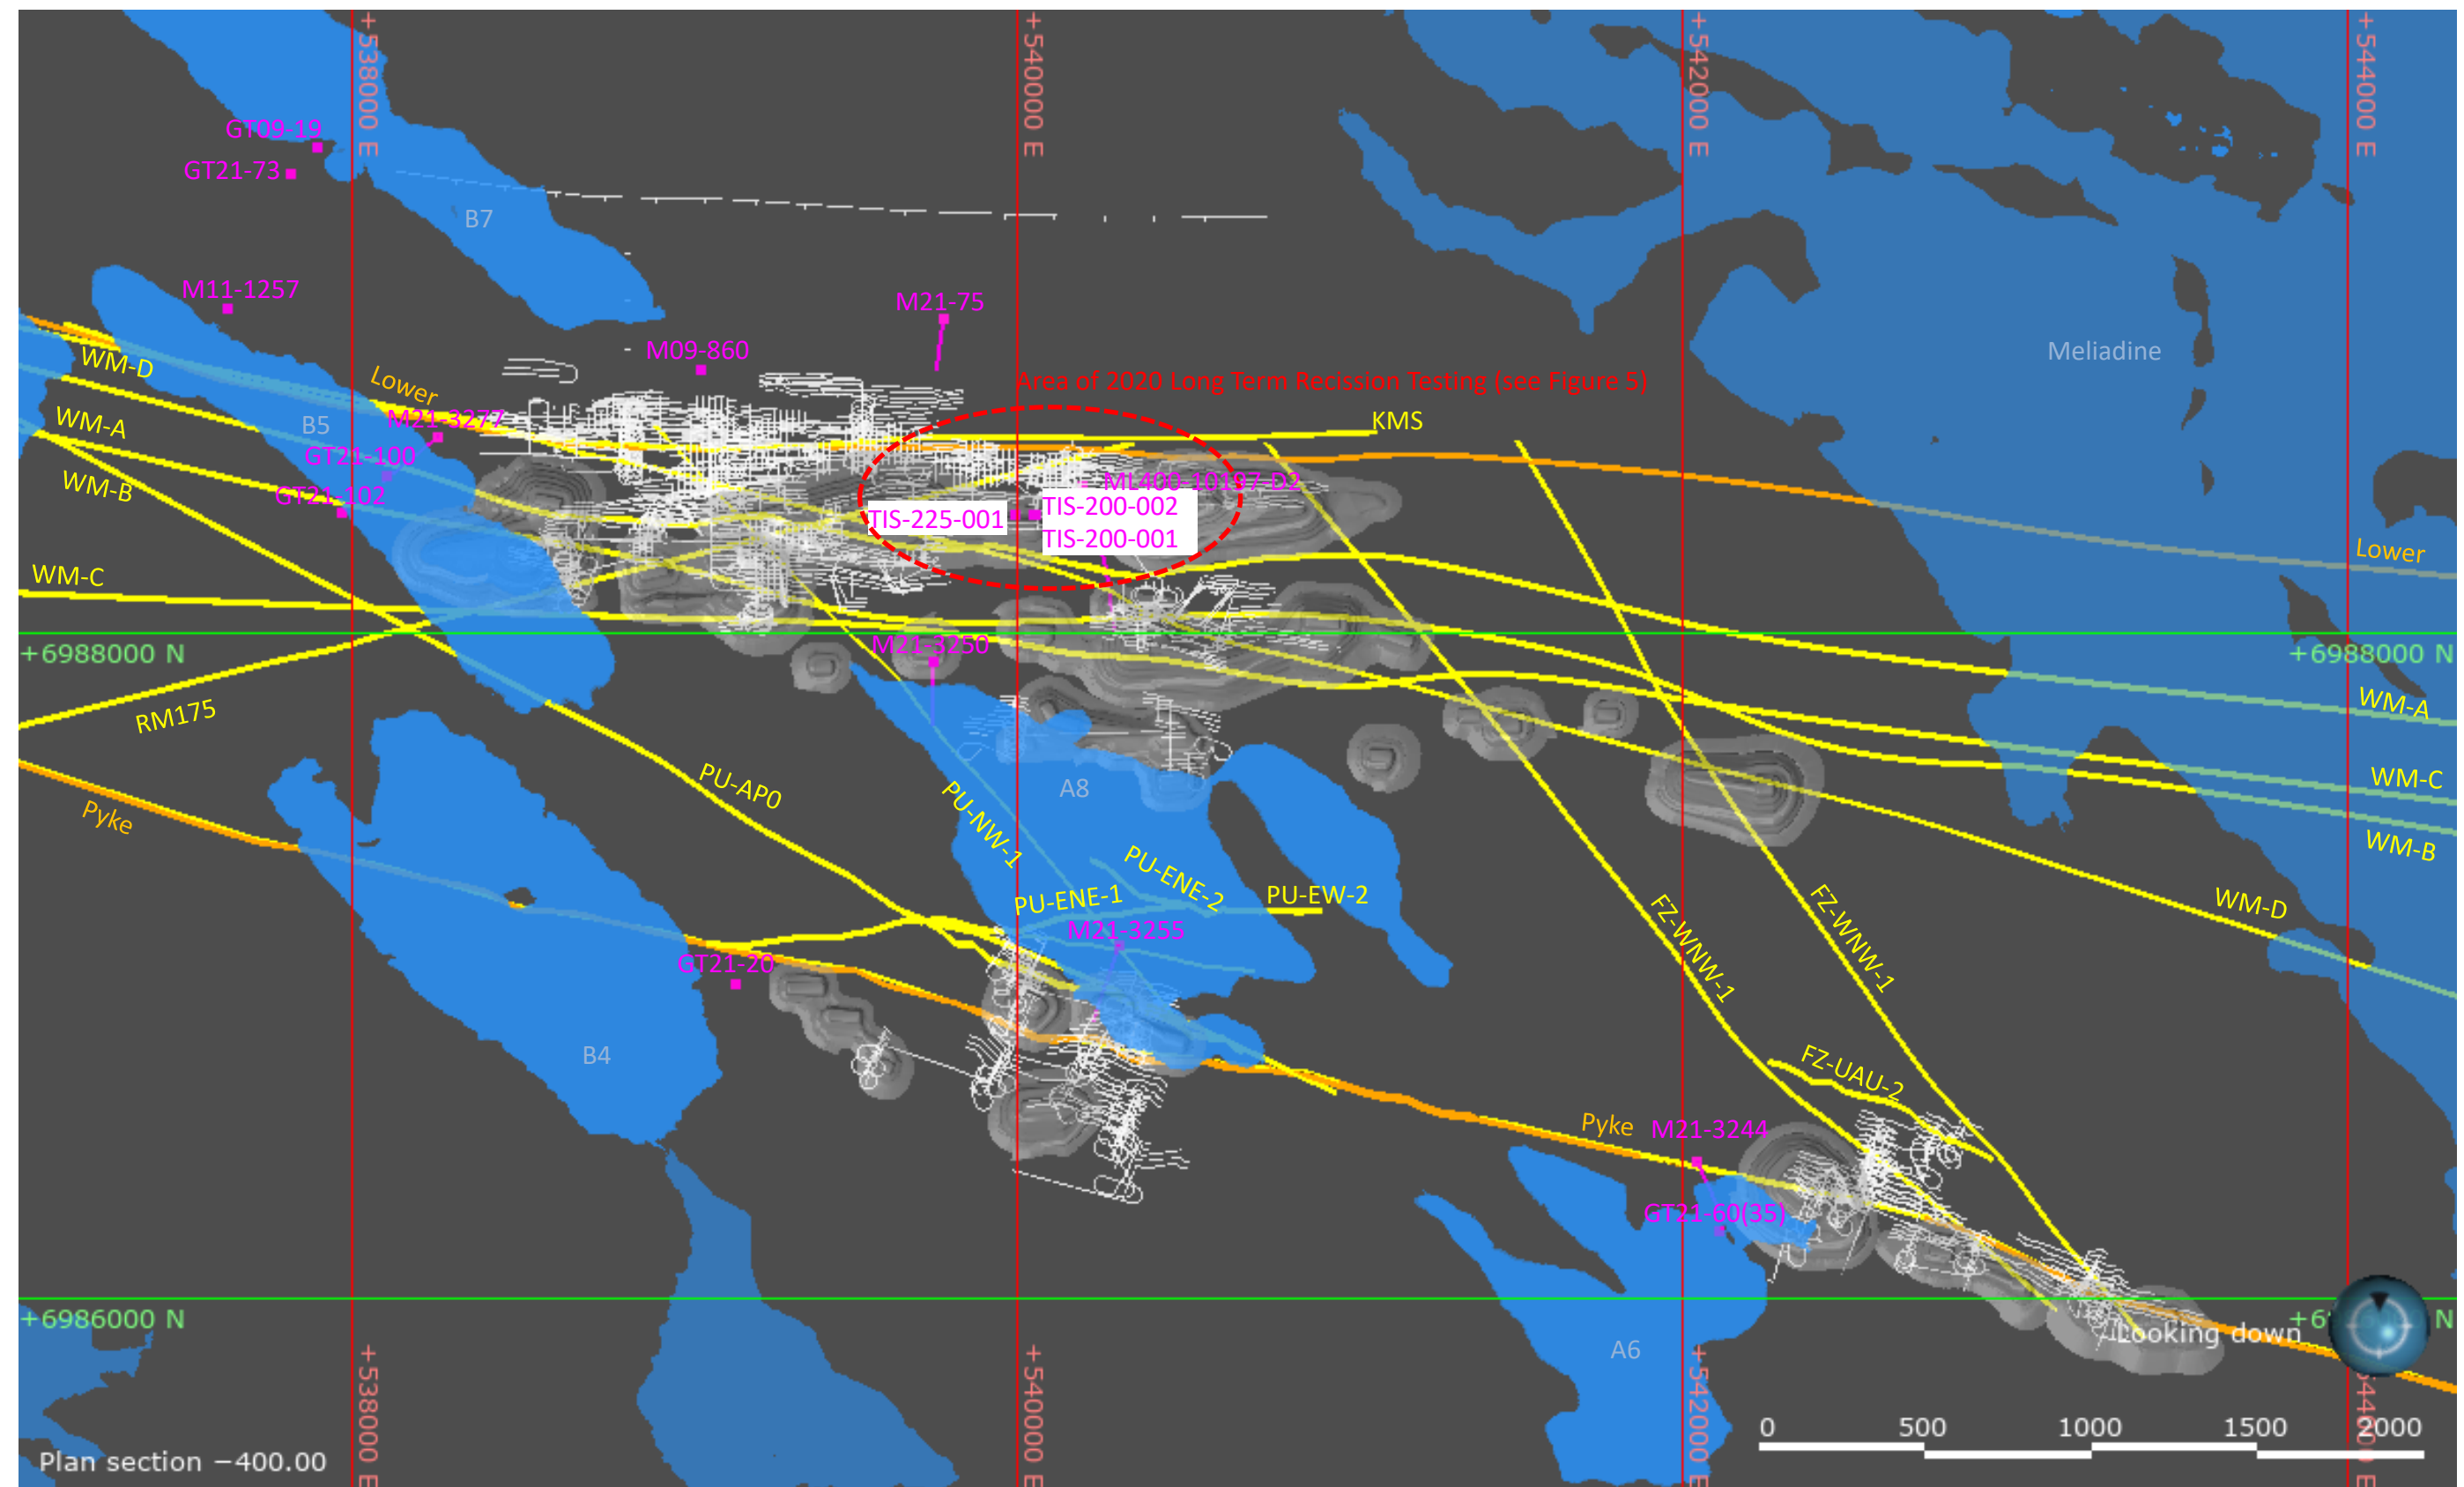 +538000 E
+540000 E
+542000 E
+544000 E
GT09-19
GT21-73
B7
M11-1257
M21-75
M09-860
Meliadine
WM-D
Lower
Area of 2020 Long Term Recission Testing (see Figure 5)
KMS
WM-A
B5
M21-3277
GT21-100
WM-B
GT21-102
ML400-10197-D2
TIS-225-001
TIS-200-002
TIS-200-001
Lower
WM-C
+6988000 N
M21-3250
+6988000 N
RM175
WM-A
PU-AP0
A8
WM-C
Pyke
PU-NW-1
WM-B
PU-ENE-2
PU-ENE-1
PU-EW-2
FZ-WNW-1
FZ-WNW-1
WM-D
M21-3255
GT21-20
B4
FZ-UAU-2
Pyke
M21-3244
GT21-60(35)
+6986000 N
+6
N
Looking down
A6
+538000 E
+540000 E
+542000 E
0 500 1000 1500 2000
Plan section −400.00